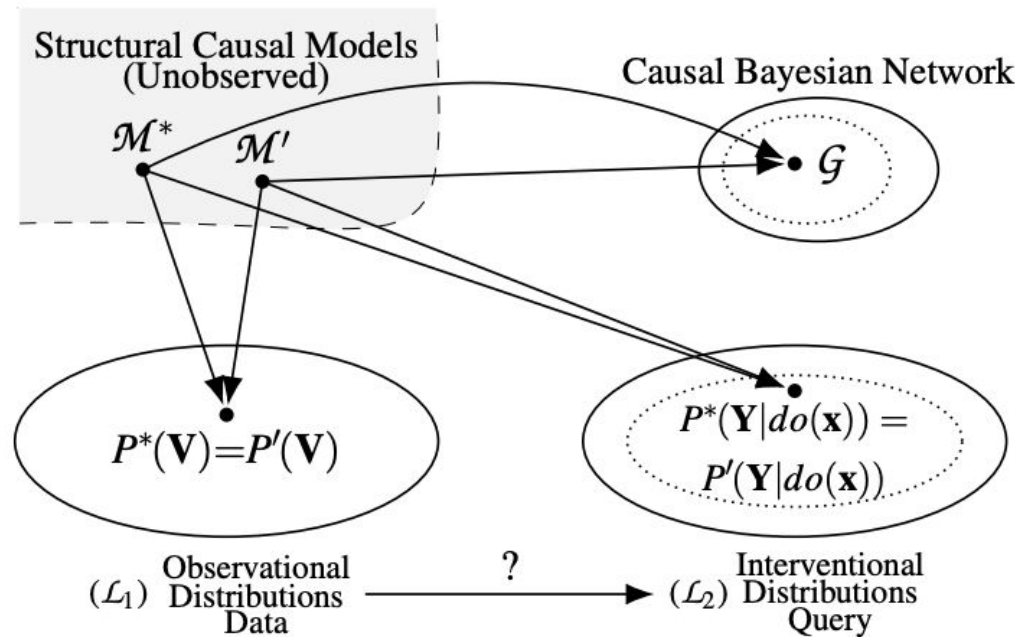 Structural Causal Models
(Unobserved)
Causal Bayesian Network
ℳ*
ℳ′
𝒢
P*(V)=P′(V)
P*(Y|do(x)) =
P′(Y|do(x))
(ℒ₁) Observational
Distributions
Data
?
(ℒ₂) Interventional
Distributions
Query